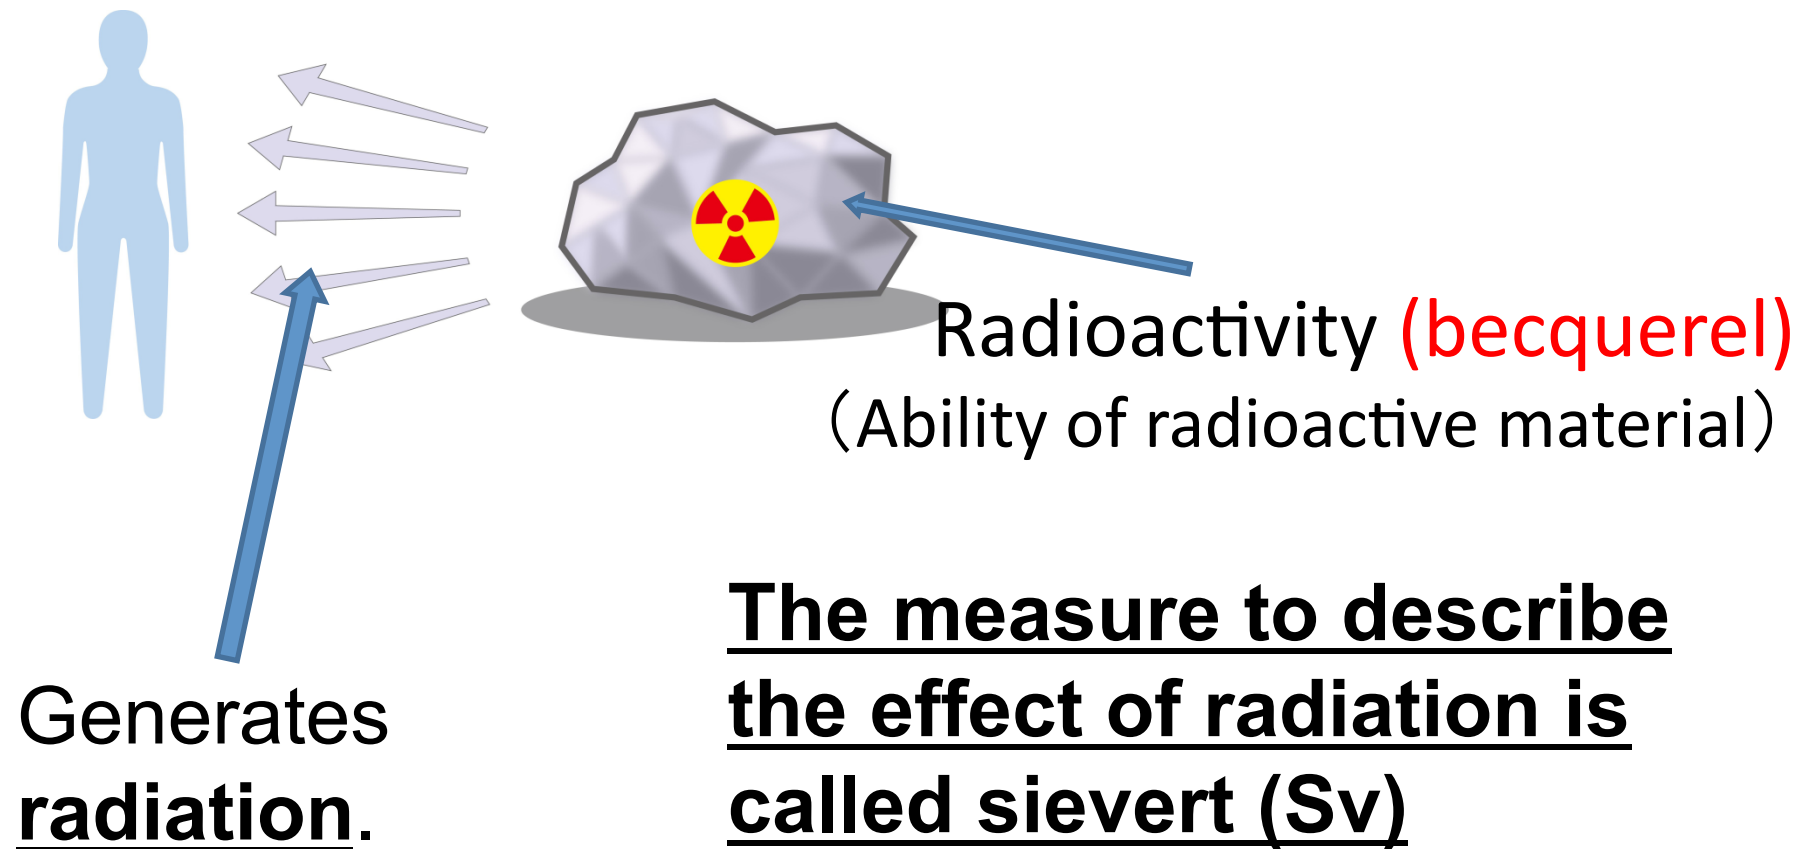 Radioactivity (becquerel)
（Ability of radioactive material）
Generates
radiation.
The measure to describe
the effect of radiation is
called sievert (Sv)